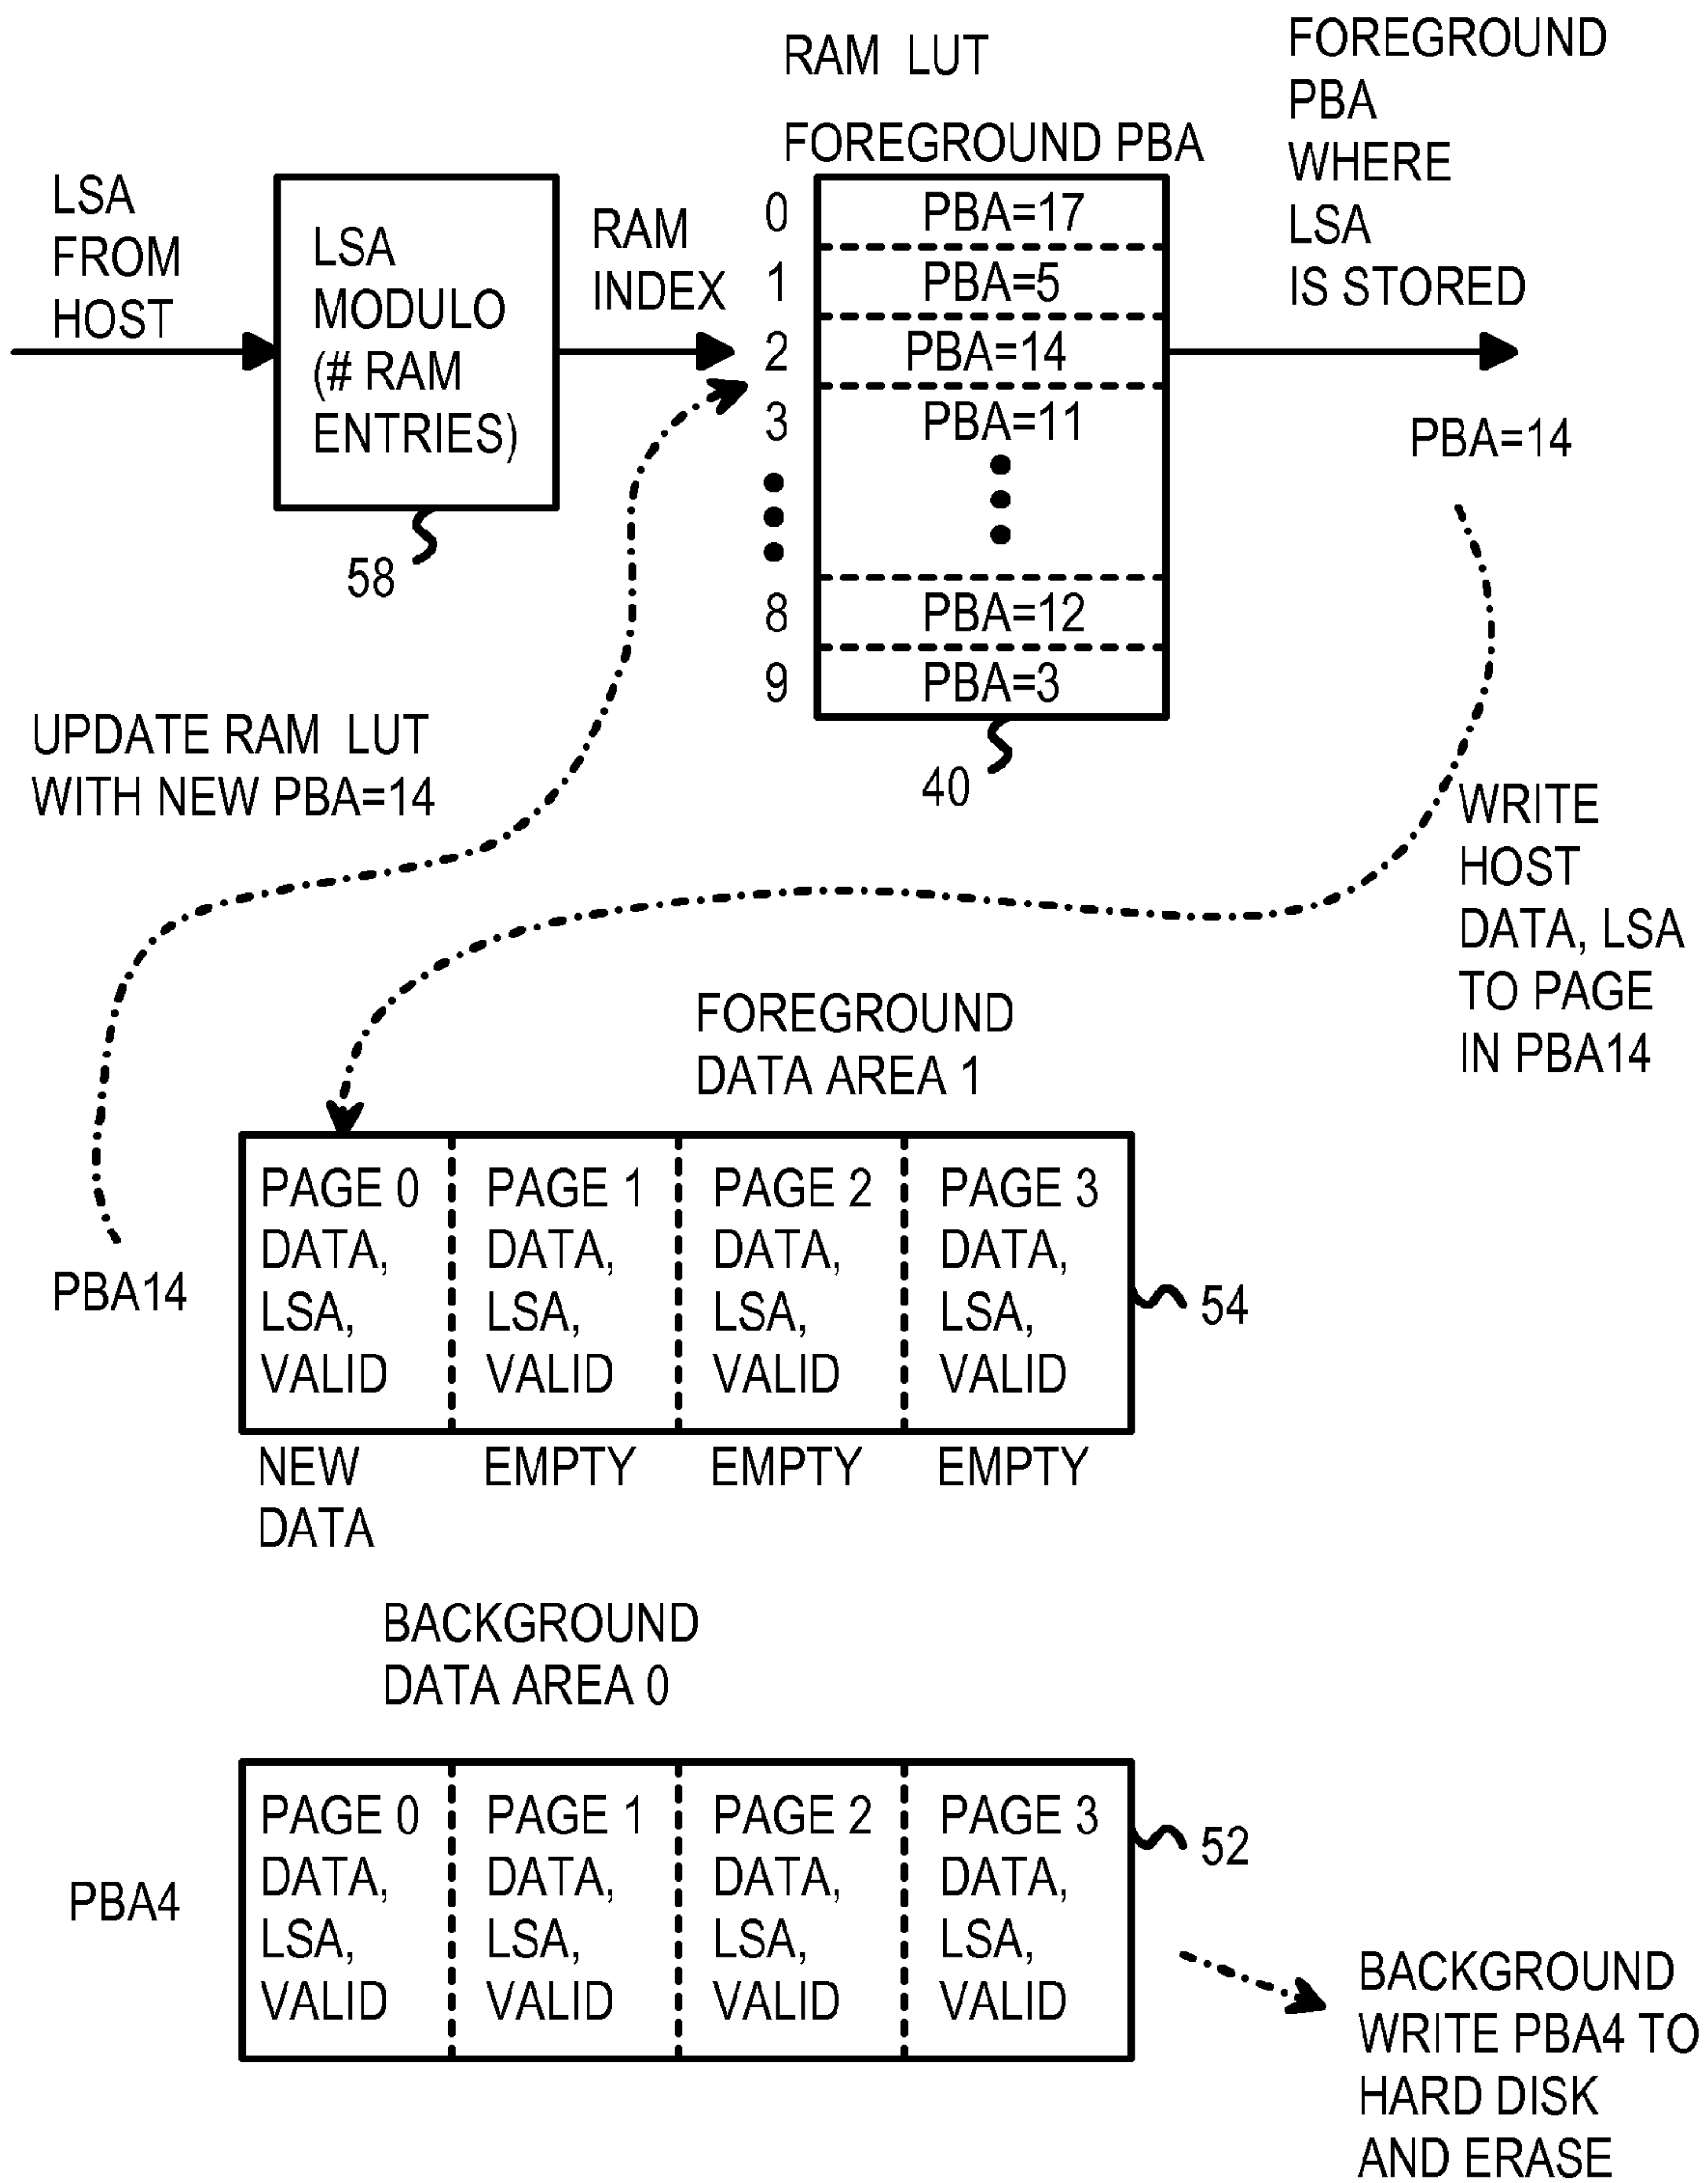 RAM LUT
FOREGROUND PBA
FOREGROUND
PBA
WHERE
LSA
IS STORED
LSA
FROM
HOST
LSA
MODULO
(# RAM
ENTRIES)
58
RAM
INDEX
0 PBA=17
1 PBA=5
2 PBA=14
3 PBA=11
8 PBA=12
9 PBA=3
40
PBA=14
UPDATE RAM LUT
WITH NEW PBA=14
WRITE
HOST
DATA, LSA
TO PAGE
IN PBA14
FOREGROUND
DATA AREA 1
PBA14
PAGE 0 PAGE 1 PAGE 2 PAGE 3
DATA, DATA, DATA, DATA,
LSA, LSA, LSA, LSA,
VALID VALID VALID VALID
54
NEW EMPTY EMPTY EMPTY
DATA
BACKGROUND
DATA AREA 0
PBA4
PAGE 0 PAGE 1 PAGE 2 PAGE 3
DATA, DATA, DATA, DATA,
LSA, LSA, LSA, LSA,
VALID VALID VALID VALID
52
BACKGROUND
WRITE PBA4 TO
HARD DISK
AND ERASE